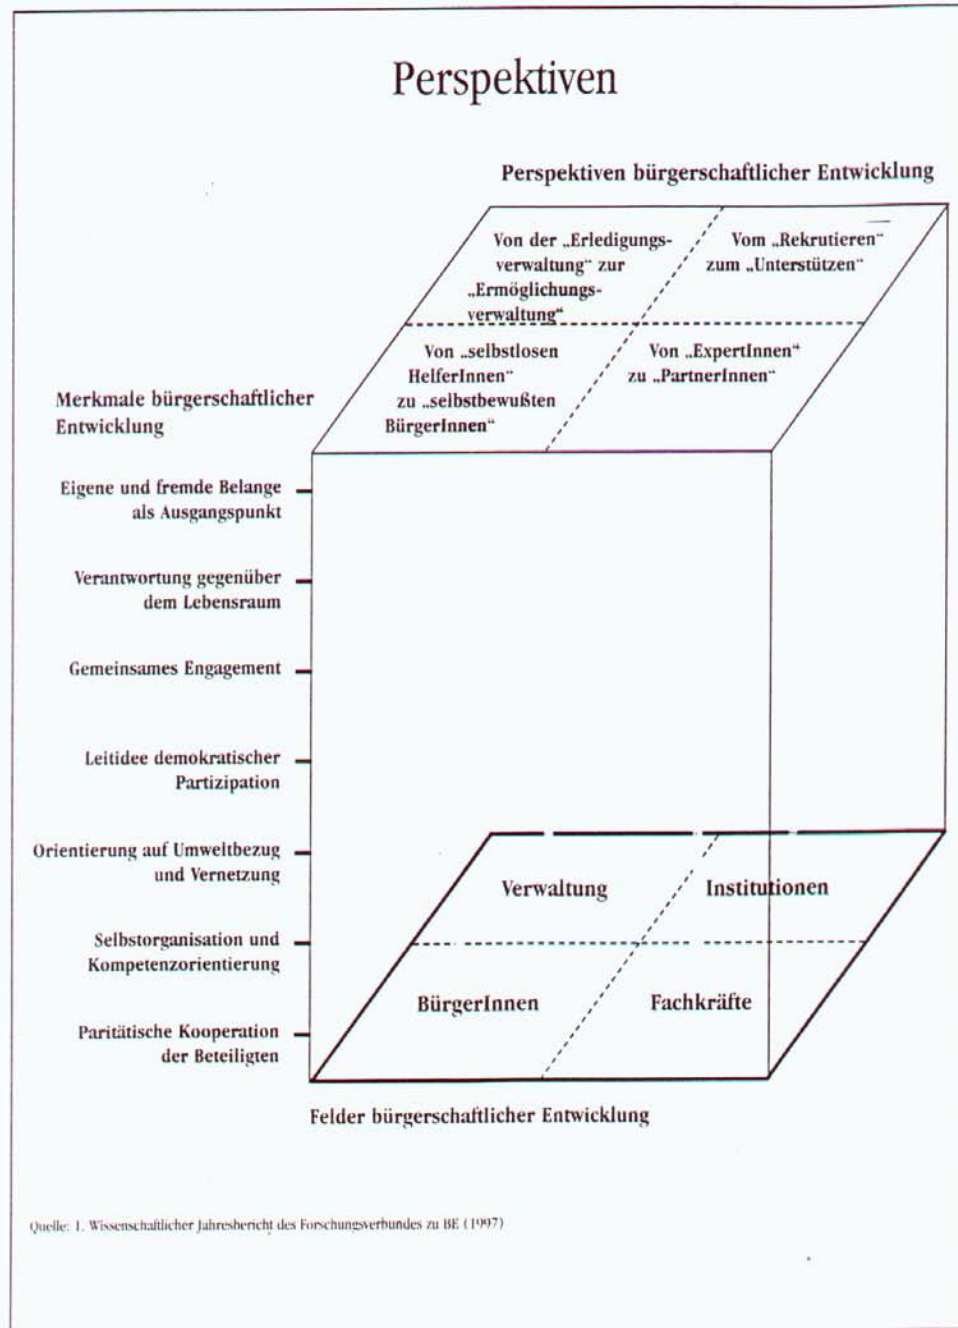 Perspektiven
Perspektiven bürgerschaftlicher Entwicklung
Von der „Erledigungs-
verwaltung“ zur
„Ermöglichungs-
verwaltung“
Vom „Rekrutieren“
zum „Unterstützen“
Von „selbstlosen
HelferInnen“
zu „selbstbewußten
BürgerInnen“
Von „ExpertInnen“
zu „PartnerInnen“
Merkmale bürgerschaftlicher
Entwicklung
Eigene und fremde Belange
als Ausgangspunkt
Verantwortung gegenüber
dem Lebensraum
Gemeinsames Engagement
Leitidee demokratischer
Partizipation
Orientierung auf Umweltbezug
und Vernetzung
Selbstorganisation und
Kompetenzorientierung
Paritätische Kooperation
der Beteiligten
Verwaltung
Institutionen
BürgerInnen
Fachkräfte
Felder bürgerschaftlicher Entwicklung
Quelle: 1. Wissenschaftlicher Jahresbericht des Forschungsverbundes zu BE (1997)